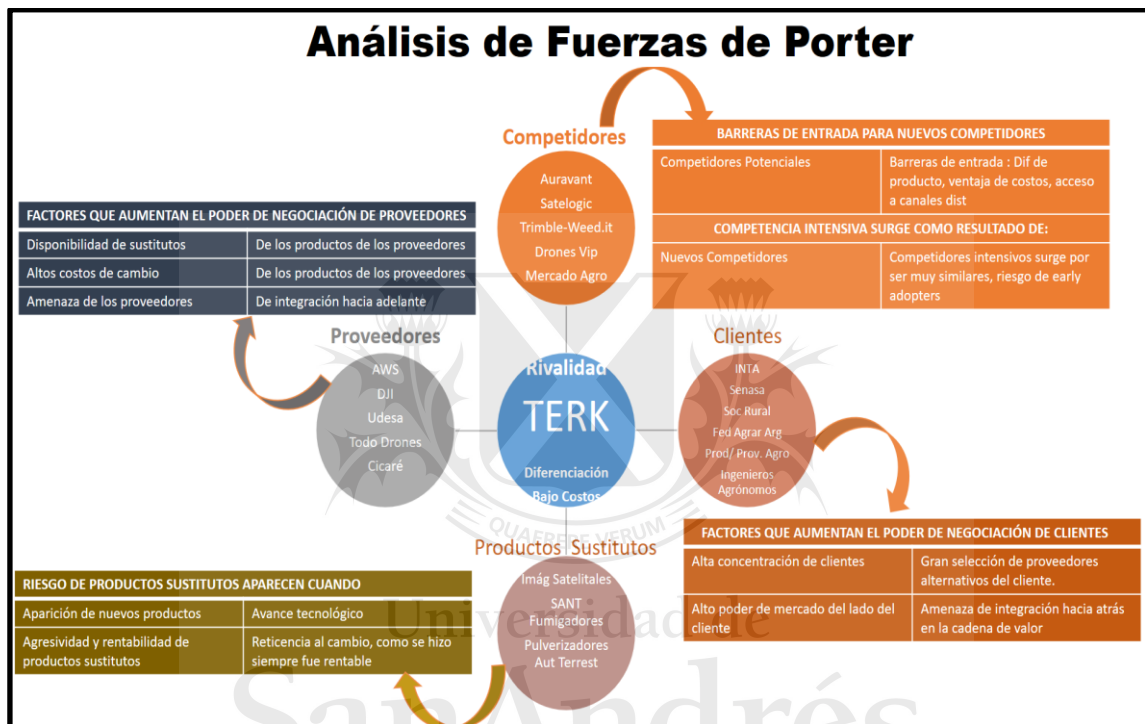 Análisis de Fuerzas de Porter
Competidores
Auravant
Satelogic
Trimble-Weed.it
Drones Vip
Mercado Agro
BARRERAS DE ENTRADA PARA NUEVOS COMPETIDORES
Competidores Potenciales
Barreras de entrada : Dif de
producto, ventaja de costos, acceso
a canales dist
COMPETENCIA INTENSIVA SURGE COMO RESULTADO DE:
Nuevos Competidores
Competidores intensivos surge por
ser muy similares, riesgo de early
adopters
FACTORES QUE AUMENTAN EL PODER DE NEGOCIACIÓN DE PROVEEDORES
Disponibilidad de sustitutos
De los productos de los proveedores
Altos costos de cambio
De los productos de los proveedores
Amenaza de los proveedores
De integración hacia adelante
Proveedores
AWS
DJI
Udesa
Todo Drones
Cicaré
Rivalidad
TERK
Diferenciación
Bajo Costos
Clientes
INTA
Senasa
Soc Rural
Fed Agrar Arg
Prod/ Prov. Agro
Ingenieros
Agrónomos
FACTORES QUE AUMENTAN EL PODER DE NEGOCIACIÓN DE CLIENTES
Alta concentración de clientes
Gran selección de proveedores
alternativos del cliente.
Alto poder de mercado del lado del
cliente
Amenaza de integración hacia atrás
en la cadena de valor
Productos Sustitutos
Imág Satelitales
SANT
Fumigadores
Pulverizadores
Aut Terrest
RIESGO DE PRODUCTOS SUSTITUTOS APARECEN CUANDO
Aparición de nuevos productos
Avance tecnológico
Agresividad y rentabilidad de
productos sustitutos
Reticencia al cambio, como se hizo
siempre fue rentable
QUAERERE VERUM
Universidad de
SanAndrés